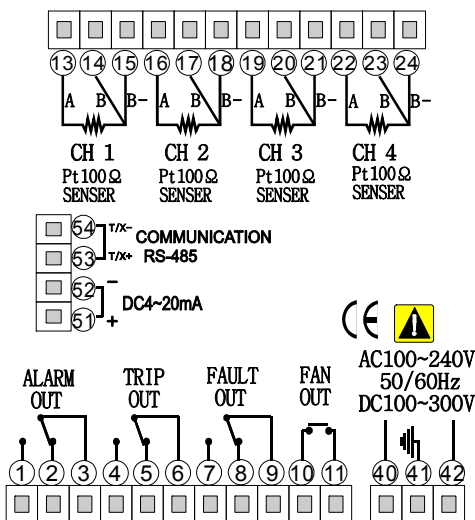 13 14 15 16 17 18 19 20 21 22 23 24
A B B- A B B- A B B- A B B-
CH 1 CH 2 CH 3 CH 4
Pt100Ω Pt100Ω Pt100Ω Pt100Ω
SENSER SENSER SENSER SENSER
54 T/X- COMMUNICATION
53 T/X+ RS-485
52 −
DC4~20mA
51 +
CE
AC100~240V
50/60Hz
DC100~300V
ALARM TRIP FAULT FAN
OUT OUT OUT OUT
1 2 3 4 5 6 7 8 9 10 11 40 41 42